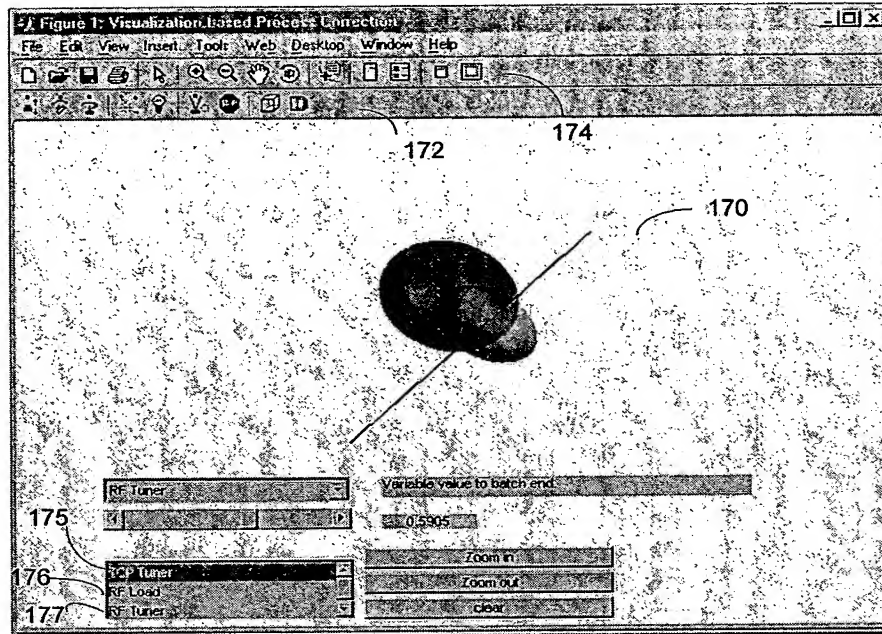 Figure 1: Visualization based Process Correction
File Edit View Insert Tools Web Desktop Window Help
174
172
170
RF Tuner
Variable value to batch end
0.5905
175
TCP Tuner
Zoom in
176
RF Load
Zoom out
177
RF Tuner
clear